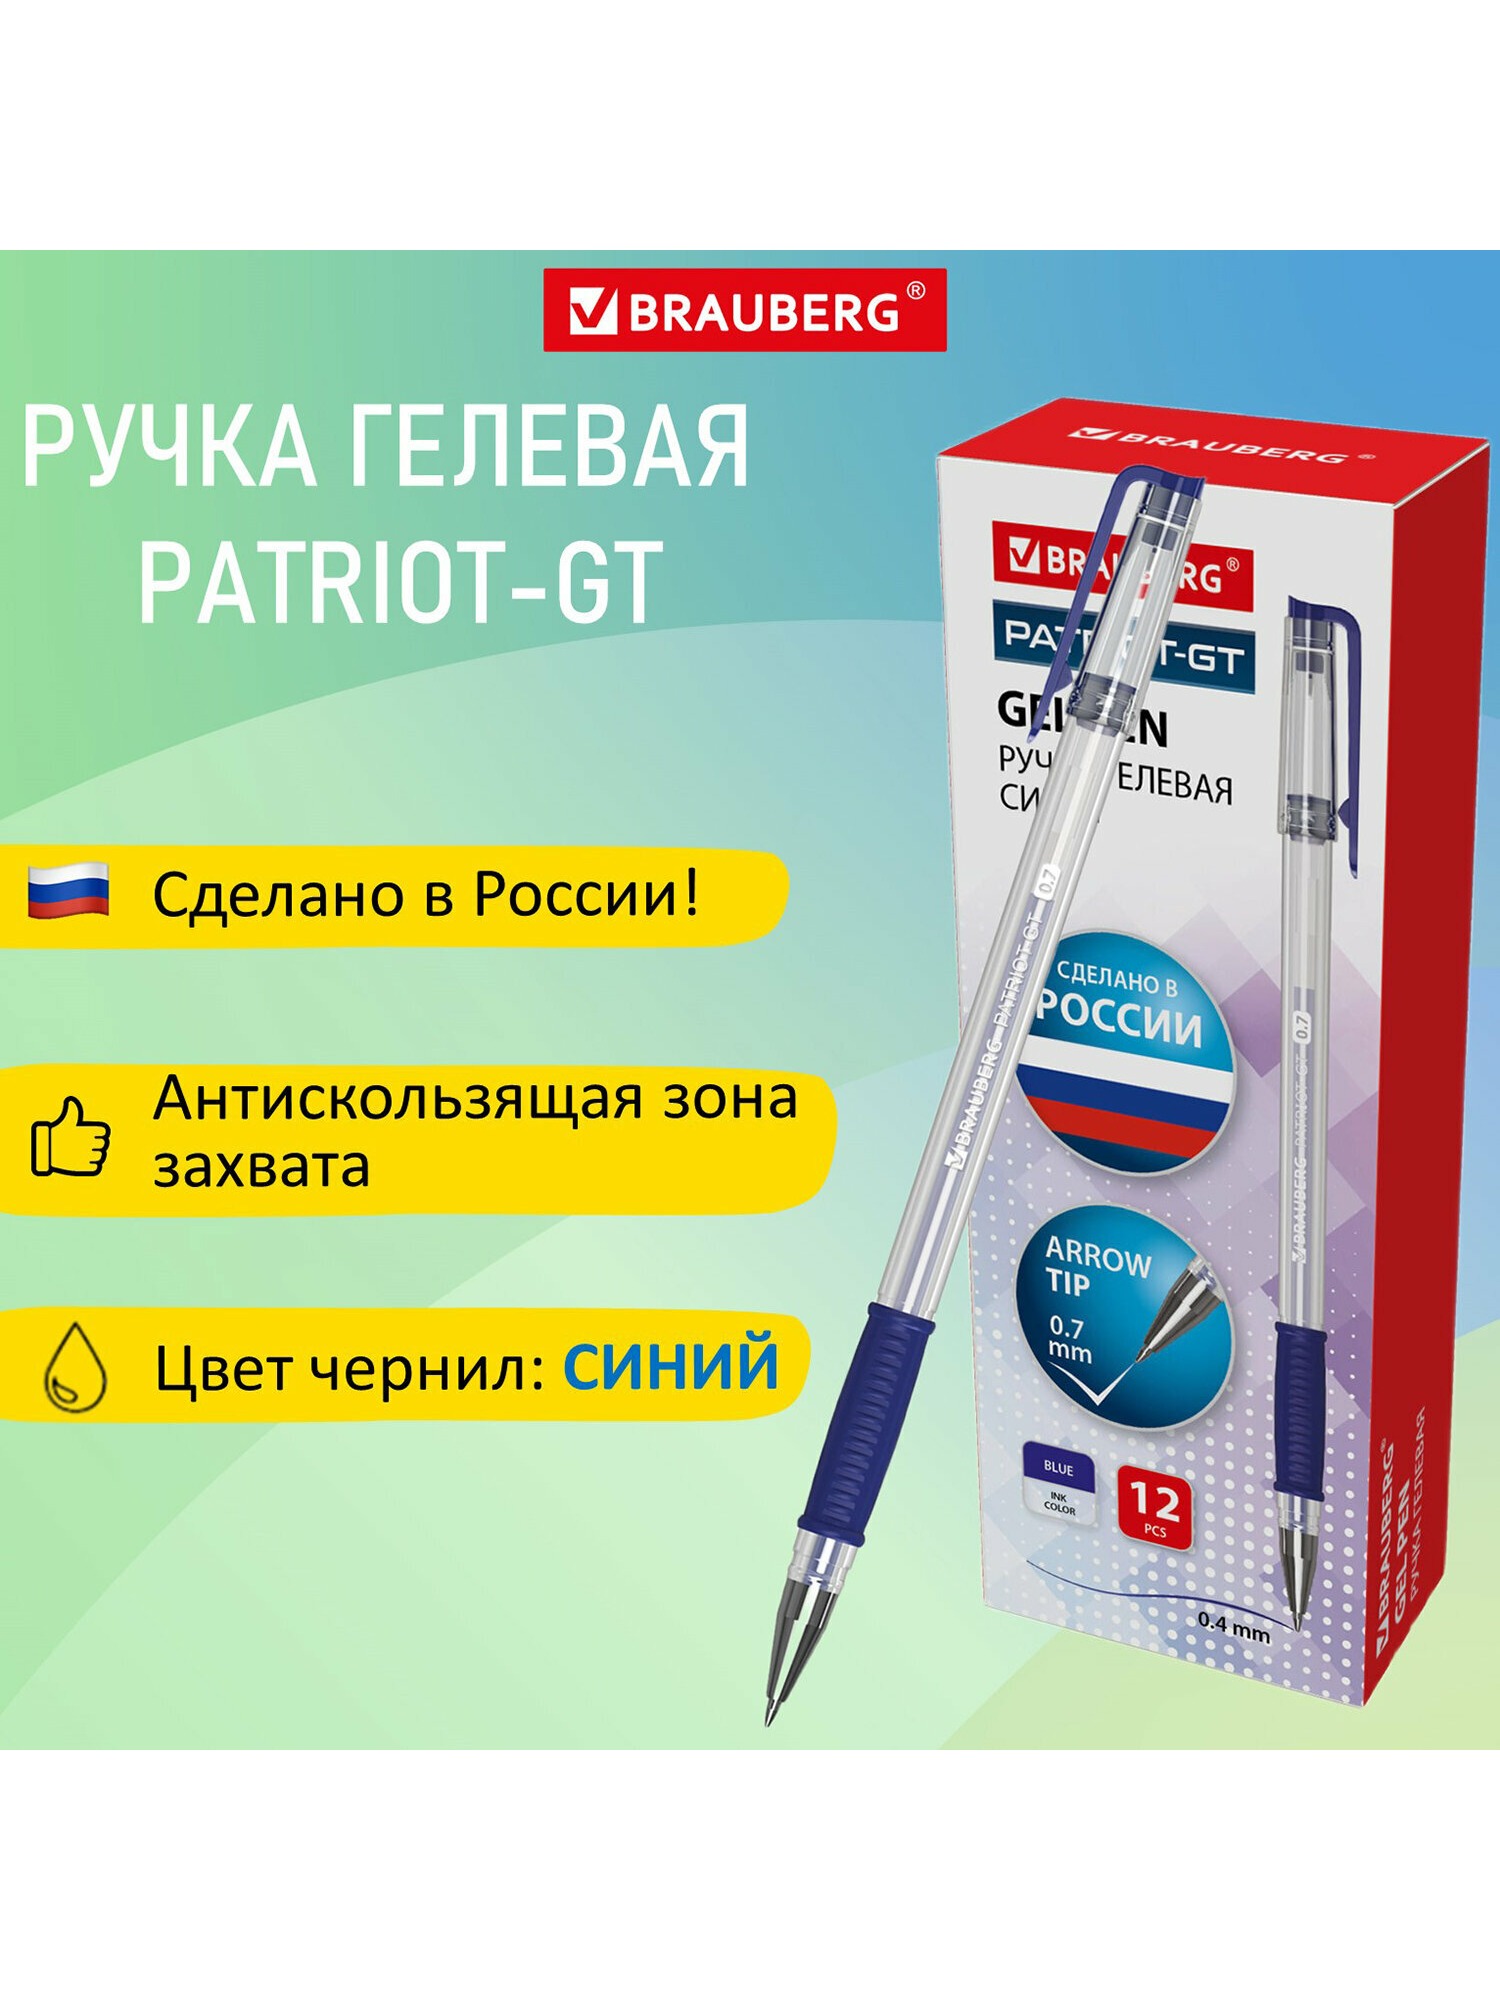 BRAUBERG®
РУЧКА ГЕЛЕВАЯ
PATRIOT-GT
Сделано в России!
Антискользящая зона
захвата
Цвет чернил: СИНИЙ
BRAUBERG®
РУЧ ЕЛЕВАЯ
СДЕЛАНО В
РОССИИ
ARROW
TIP
0.7
mm
BLUE
INK
COLOR
12
PCS
0.4 mm
BRAUBERG PATRIOT-GT 0.7
BRAUBERG PATRIOT-GT 0.7
BRAUBERG®
GEL PEN
РУЧКА ГЕЛЕВАЯ